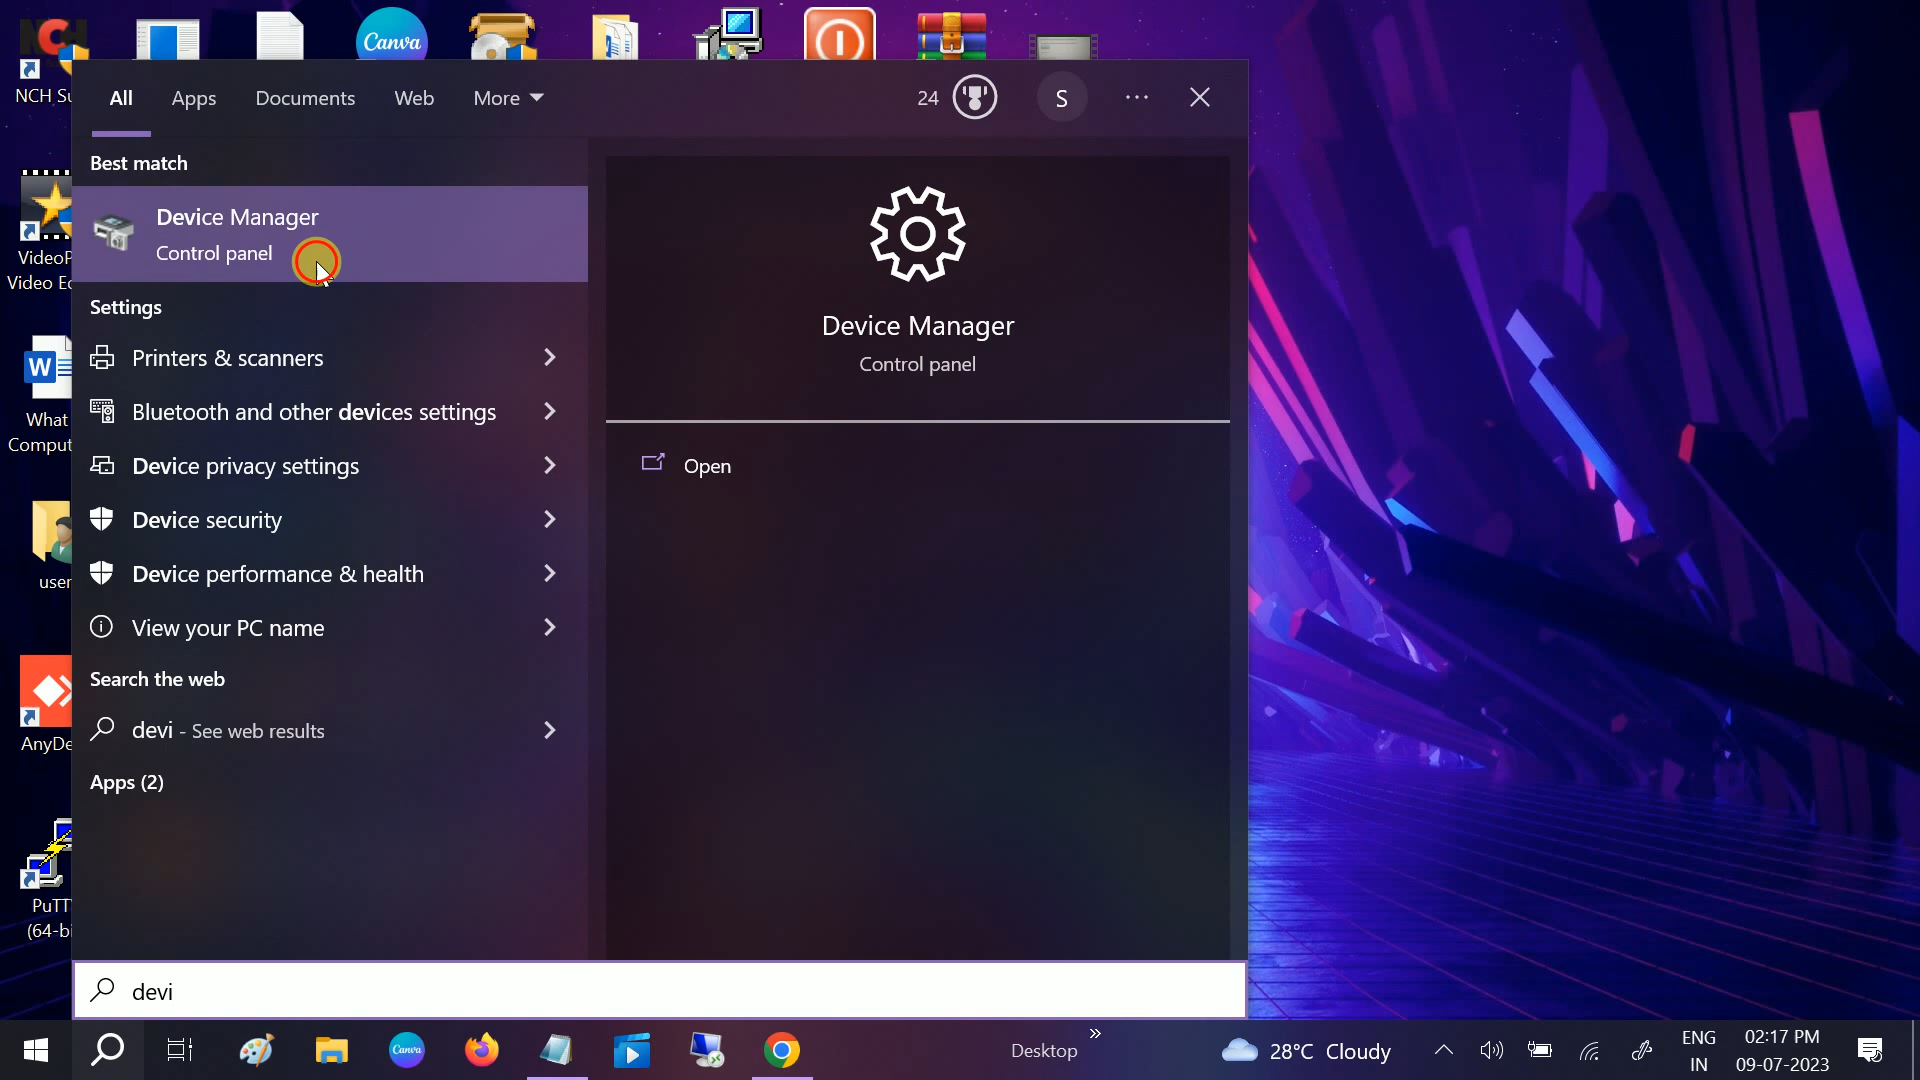 NCH Su
Canva
All Apps Documents Web More
24 S ...
Best match
Device Manager
Control panel
Settings
Printers & scanners
Bluetooth and other devices settings
Device privacy settings
Device security
Device performance & health
View your PC name
Search the web
devi - See web results
Apps (2)
Device Manager
Control panel
Open
VideoP
Video Ed
W
What
Comput
user
AnyDe
PuTT
(64-bi
devi
Canva
Desktop
28°C Cloudy
ENG
IN
02:17 PM
09-07-2023